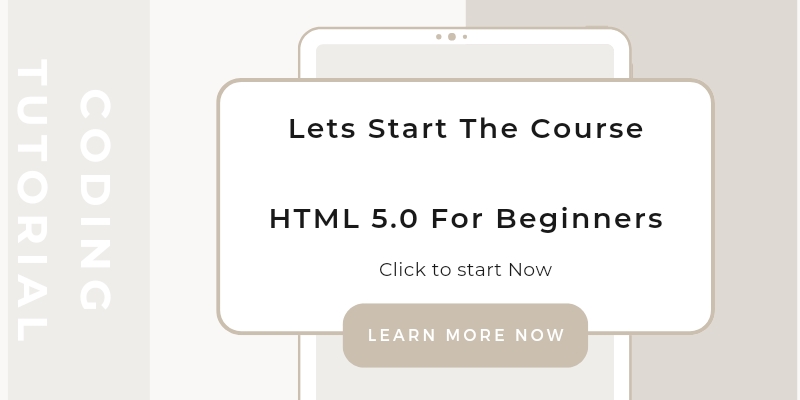 CODING
TUTORIAL
Lets Start The Course
HTML 5.0 For Beginners
Click to start Now
LEARN MORE NOW